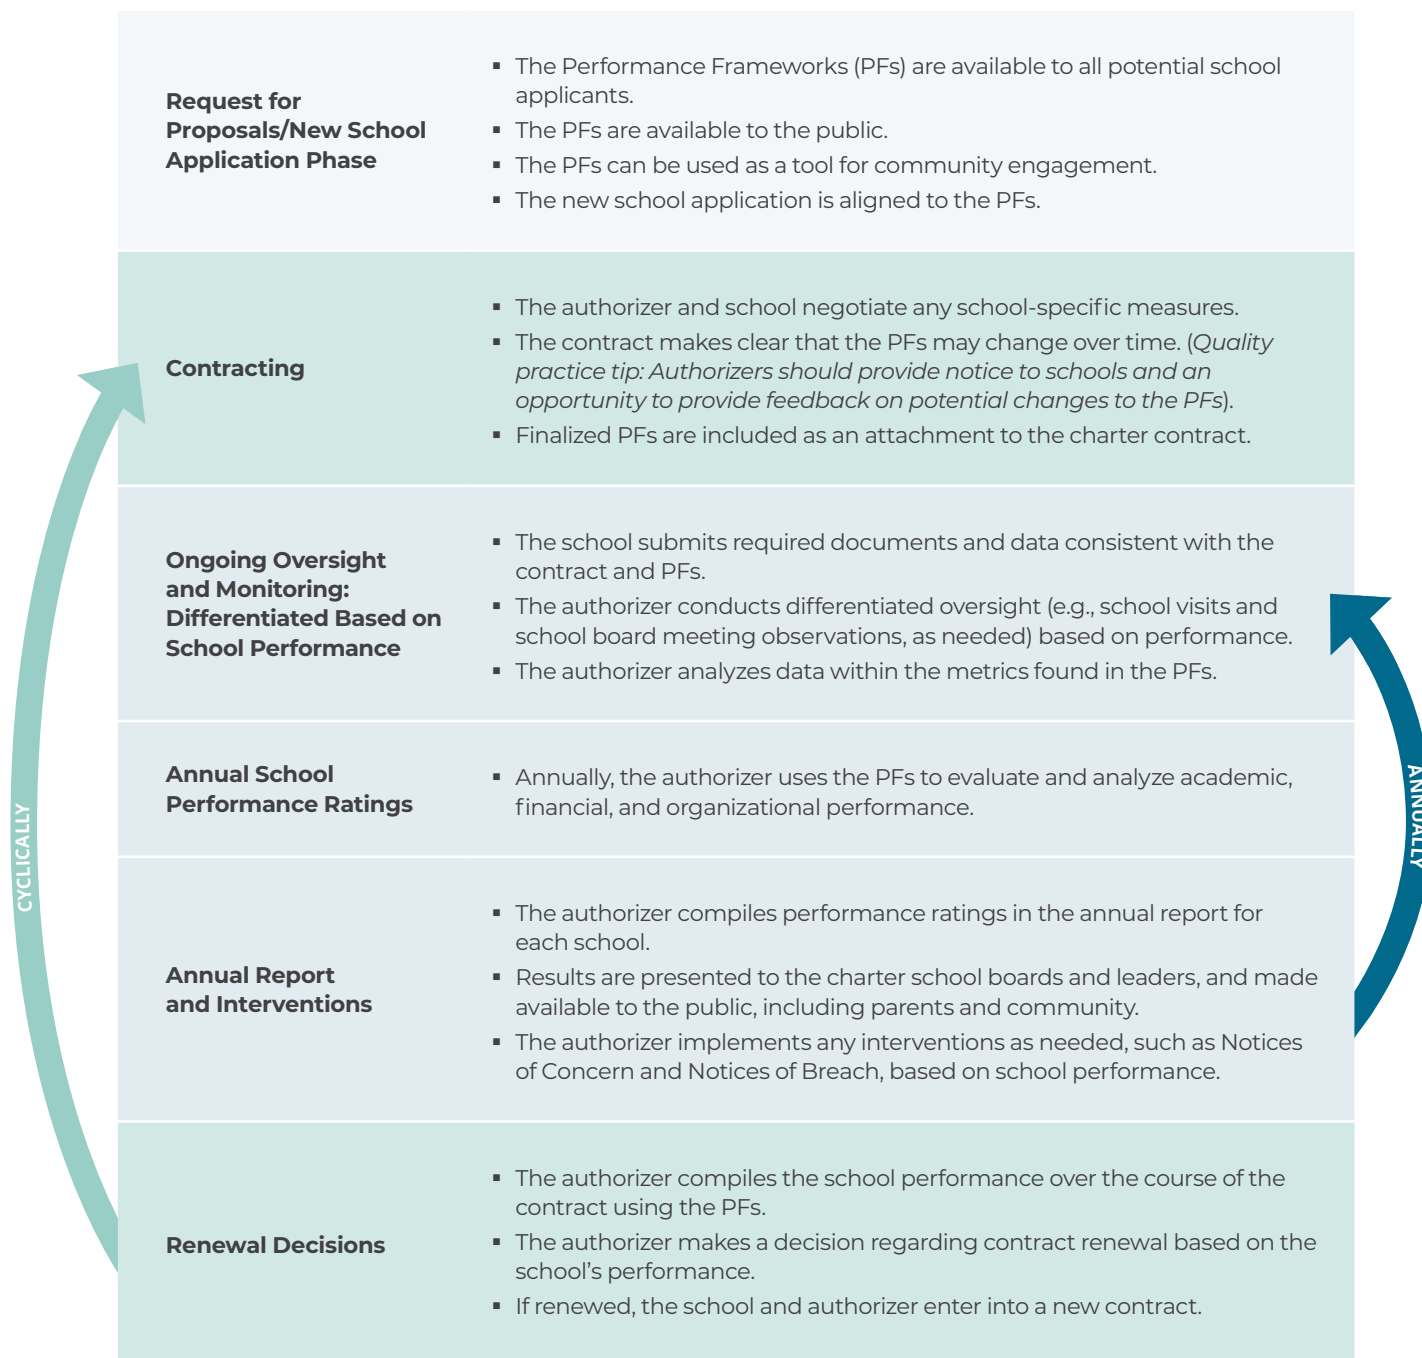 Request for
Proposals/New School
Application Phase
▪ The Performance Frameworks (PFs) are available to all potential school
applicants.
▪ The PFs are available to the public.
▪ The PFs can be used as a tool for community engagement.
▪ The new school application is aligned to the PFs.
Contracting
▪ The authorizer and school negotiate any school-specific measures.
▪ The contract makes clear that the PFs may change over time. (Quality
practice tip: Authorizers should provide notice to schools and an
opportunity to provide feedback on potential changes to the PFs).
▪ Finalized PFs are included as an attachment to the charter contract.
Ongoing Oversight
and Monitoring:
Differentiated Based on
School Performance
▪ The school submits required documents and data consistent with the
contract and PFs.
▪ The authorizer conducts differentiated oversight (e.g., school visits and
school board meeting observations, as needed) based on performance.
▪ The authorizer analyzes data within the metrics found in the PFs.
Annual School
Performance Ratings
▪ Annually, the authorizer uses the PFs to evaluate and analyze academic,
financial, and organizational performance.
Annual Report
and Interventions
▪ The authorizer compiles performance ratings in the annual report for
each school.
▪ Results are presented to the charter school boards and leaders, and made
available to the public, including parents and community.
▪ The authorizer implements any interventions as needed, such as Notices
of Concern and Notices of Breach, based on school performance.
Renewal Decisions
▪ The authorizer compiles the school performance over the course of the
contract using the PFs.
▪ The authorizer makes a decision regarding contract renewal based on the
school's performance.
▪ If renewed, the school and authorizer enter into a new contract.
CYCLICALLY
ANNUALLY